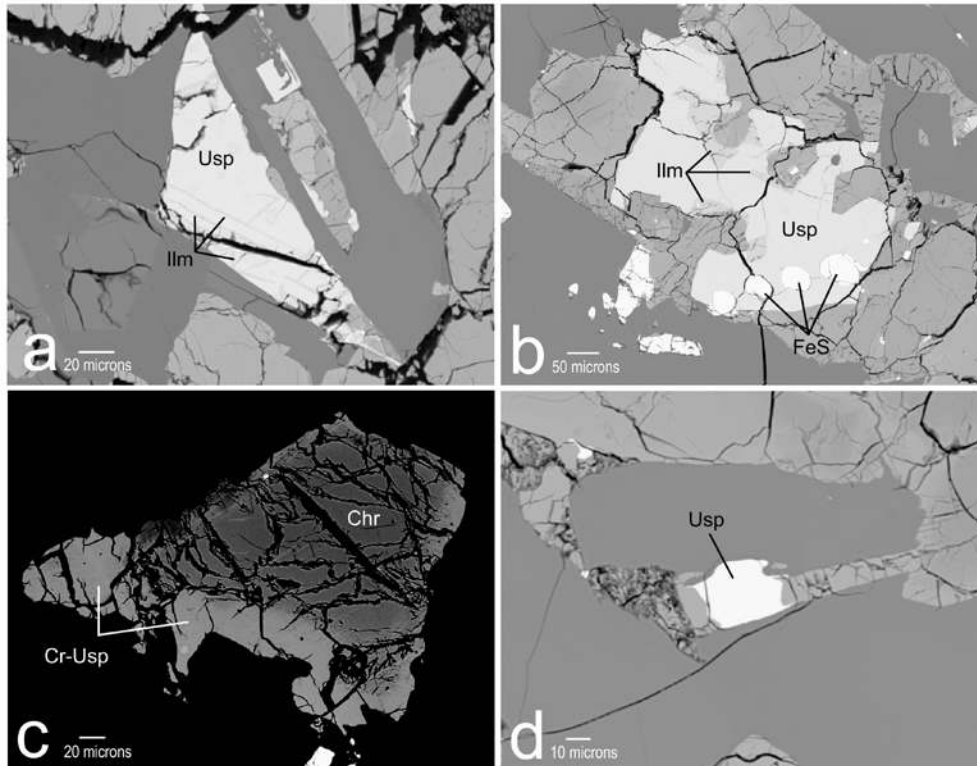 Usp
Ilm
a
20 microns
Ilm
Usp
FeS
b
50 microns
Chr
Cr-Usp
c
20 microns
Usp
d
10 microns